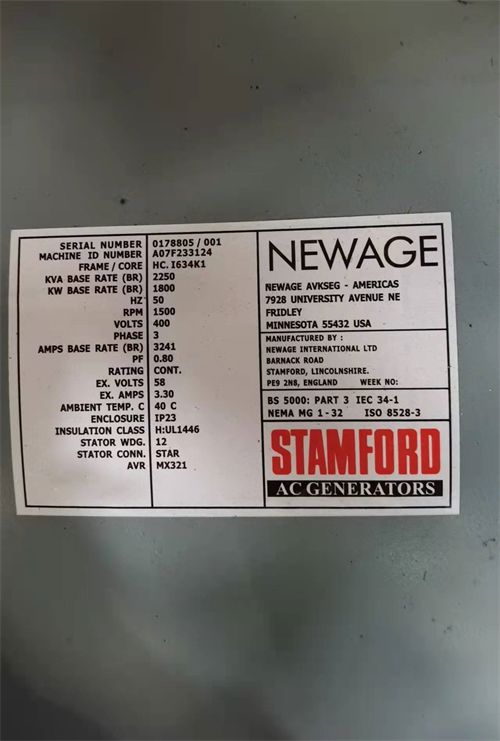 SERIAL NUMBER 0178805 / 001
MACHINE ID NUMBER A07F233124
FRAME / CORE HC. I634K1
KVA BASE RATE (BR) 2250
KW BASE RATE (BR) 1800
HZ 50
RPM 1500
VOLTS 400
PHASE 3
AMPS BASE RATE (BR) 3241
PF 0.80
RATING CONT.
EX. VOLTS 58
EX. AMPS 3.30
AMBIENT TEMP. C 40 C
ENCLOSURE IP23
INSULATION CLASS H:UL1446
STATOR WDG. 12
STATOR CONN. STAR
AVR MX321
NEWAGE
NEWAGE AVKSEG - AMERICAS
7928 UNIVERSITY AVENUE NE
FRIDLEY
MINNESOTA 55432 USA
MANUFACTURED BY :
NEWAGE INTERNATIONAL LTD
BARNACK ROAD
STAMFORD, LINCOLNSHIRE.
PE9 2N8, ENGLAND WEEK NO:
BS 5000: PART 3 IEC 34-1
NEMA MG 1-32 ISO 8528-3
STAMFORD
AC GENERATORS